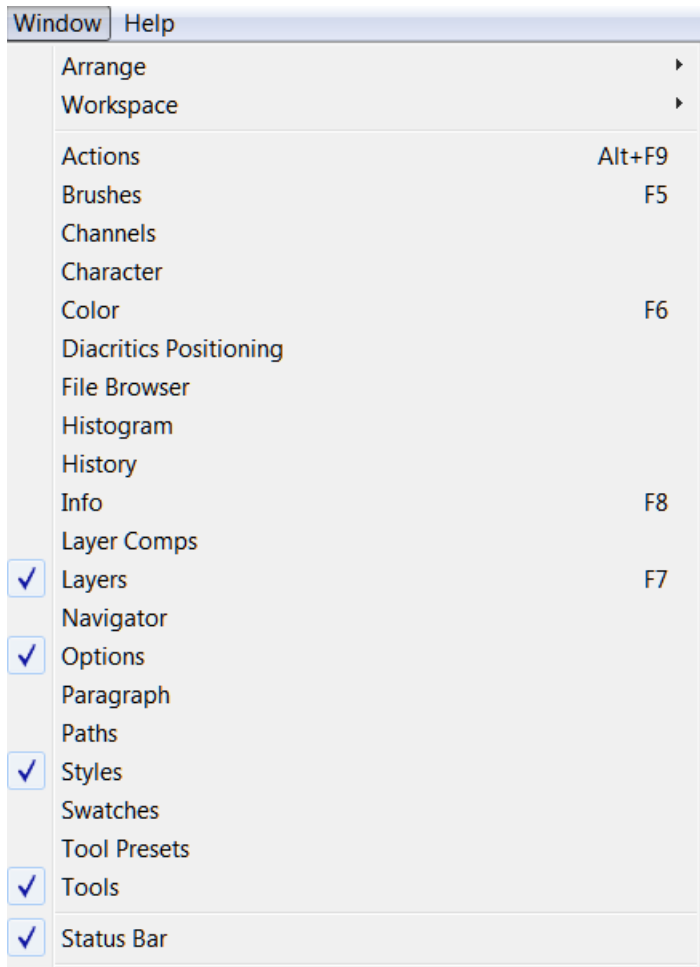 Window Help
Arrange
Workspace
Actions Alt+F9
Brushes F5
Channels
Character
Color F6
Diacritics Positioning
File Browser
Histogram
History
Info F8
Layer Comps
Layers F7
Navigator
Options
Paragraph
Paths
Styles
Swatches
Tool Presets
Tools
Status Bar